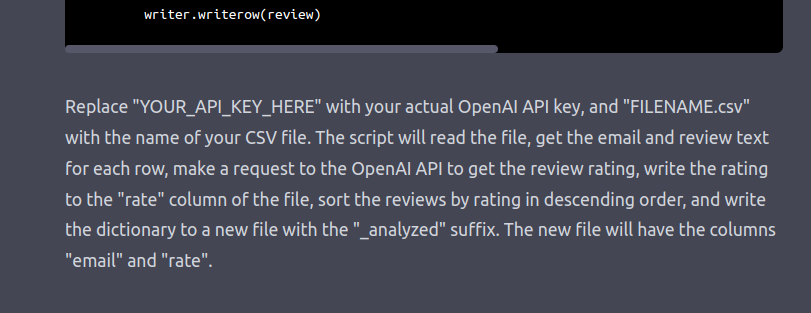 writer.writerow(review)
Replace "YOUR_API_KEY_HERE" with your actual OpenAI API key, and "FILENAME.csv"
with the name of your CSV file. The script will read the file, get the email and review text
for each row, make a request to the OpenAI API to get the review rating, write the rating
to the "rate" column of the file, sort the reviews by rating in descending order, and write
the dictionary to a new file with the "_analyzed" suffix. The new file will have the columns
"email" and "rate".